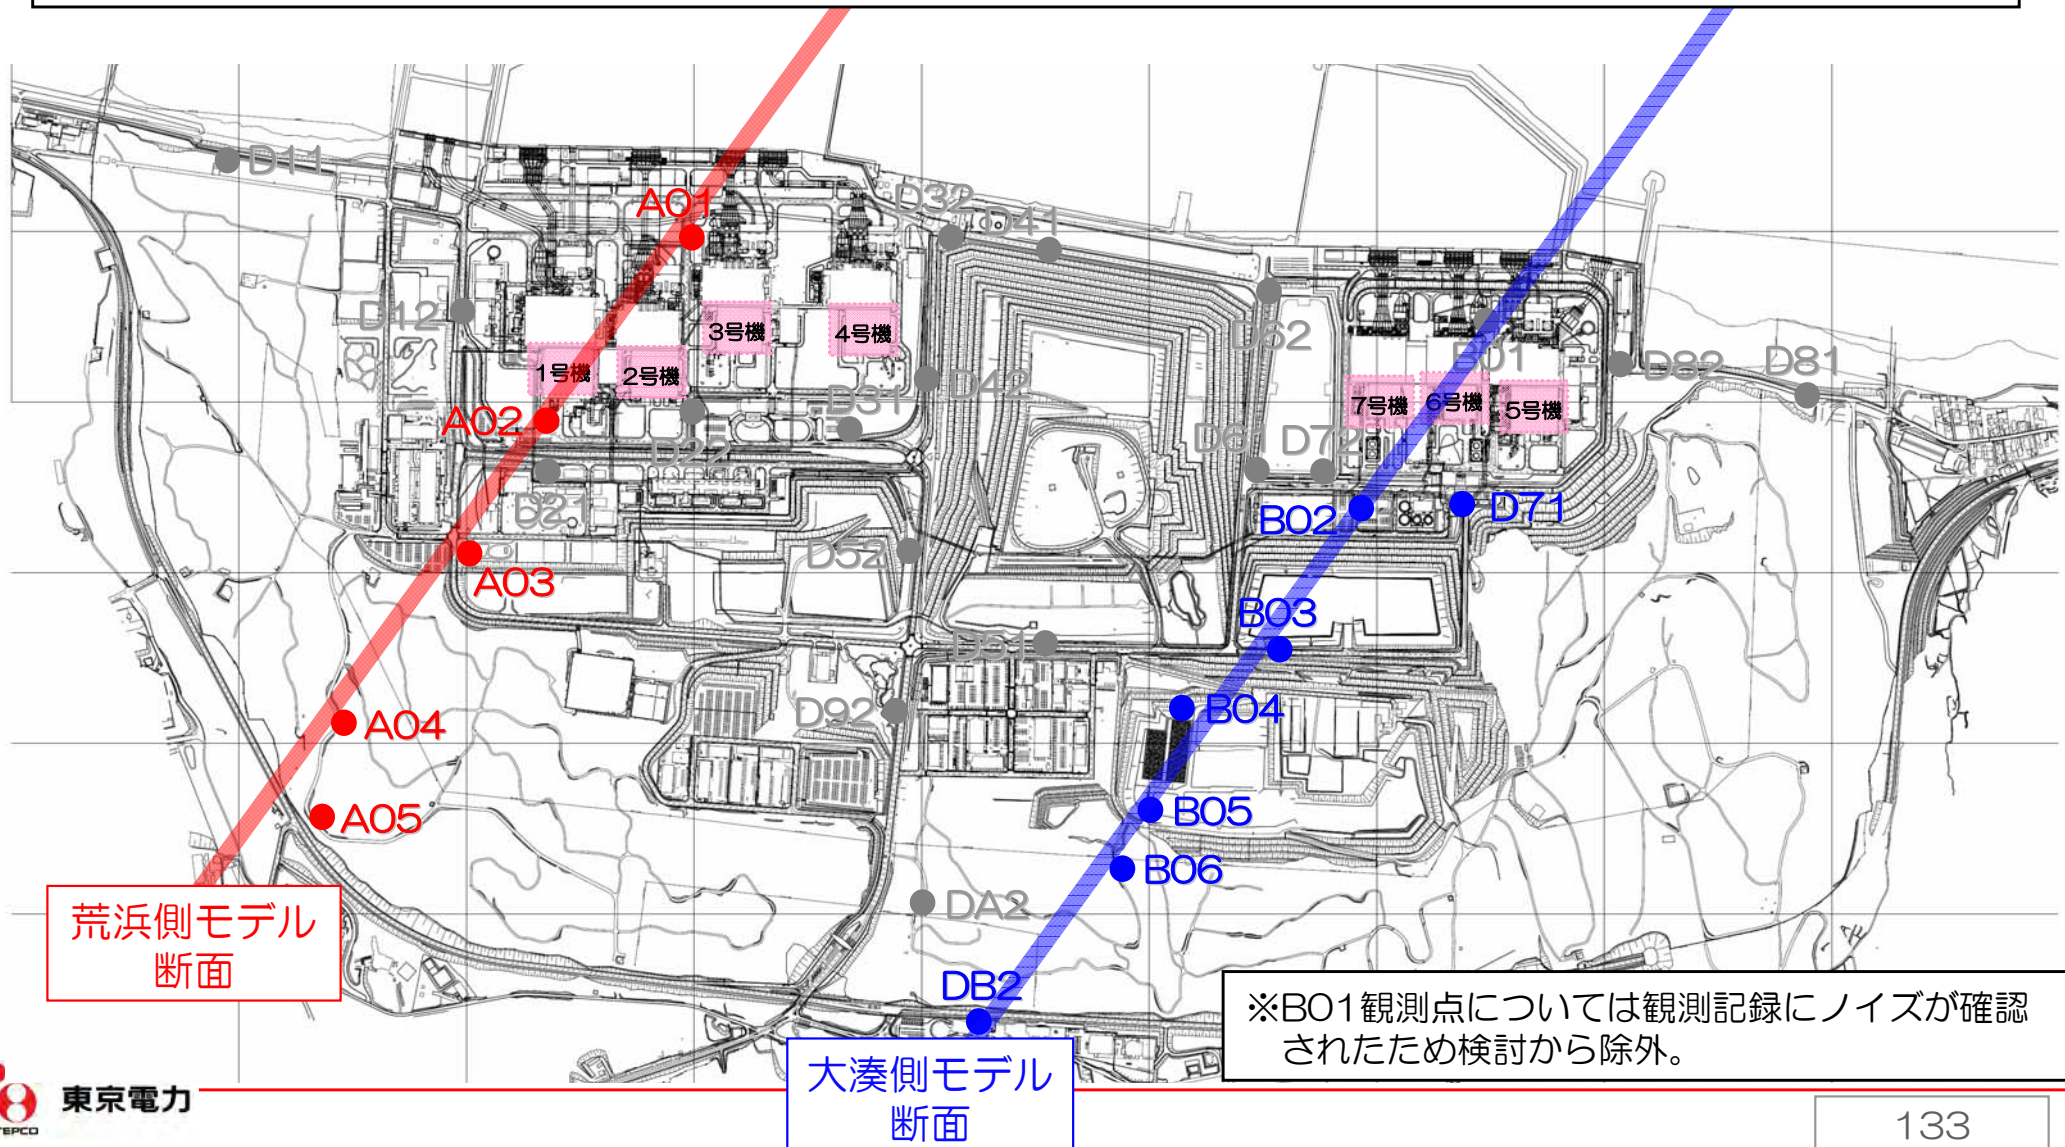 D11
A01
D32
D41
D12
D62
3号機
4号機
B01
D82
D81
1号機
2号機
D42
7号機
6号機
5号機
A02
D31
D22
D61
D72
D21
B02
D71
D52
A03
B03
D51
A04
D92
B04
A05
B05
B06
DA2
荒浜側モデル
断面
DB2
※B01観測点については観測記録にノイズが確認
されたため検討から除外。
大湊側モデル
断面
東京電力
TEPCO
133